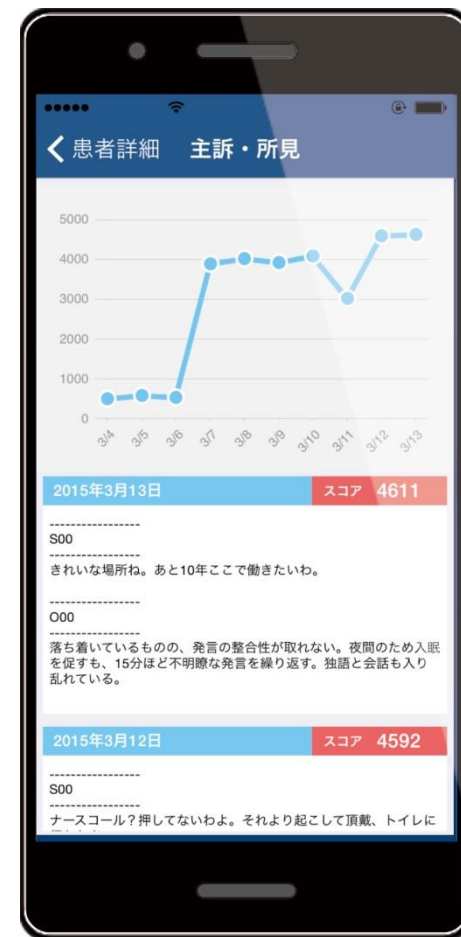 患者詳細 主訴・所見
5000
4000
3000
2000
1000
0
3/4 3/5 3/6 3/7 3/8 3/9 3/10 3/11 3/12 3/13
2015年3月13日 スコア 4611
-----------------
S00
-----------------
きれいな場所ね。あと10年ここで働きたいわ。
-----------------
O00
-----------------
落ち着いているものの、発言の整合性が取れない。夜間のため入眠
を促すも、15分ほど不明瞭な発言を繰り返す。独語と会話も入り
乱れている。
2015年3月12日 スコア 4592
-----------------
S00
-----------------
ナースコール？押してないわよ。それより起こして頂戴、トイレに